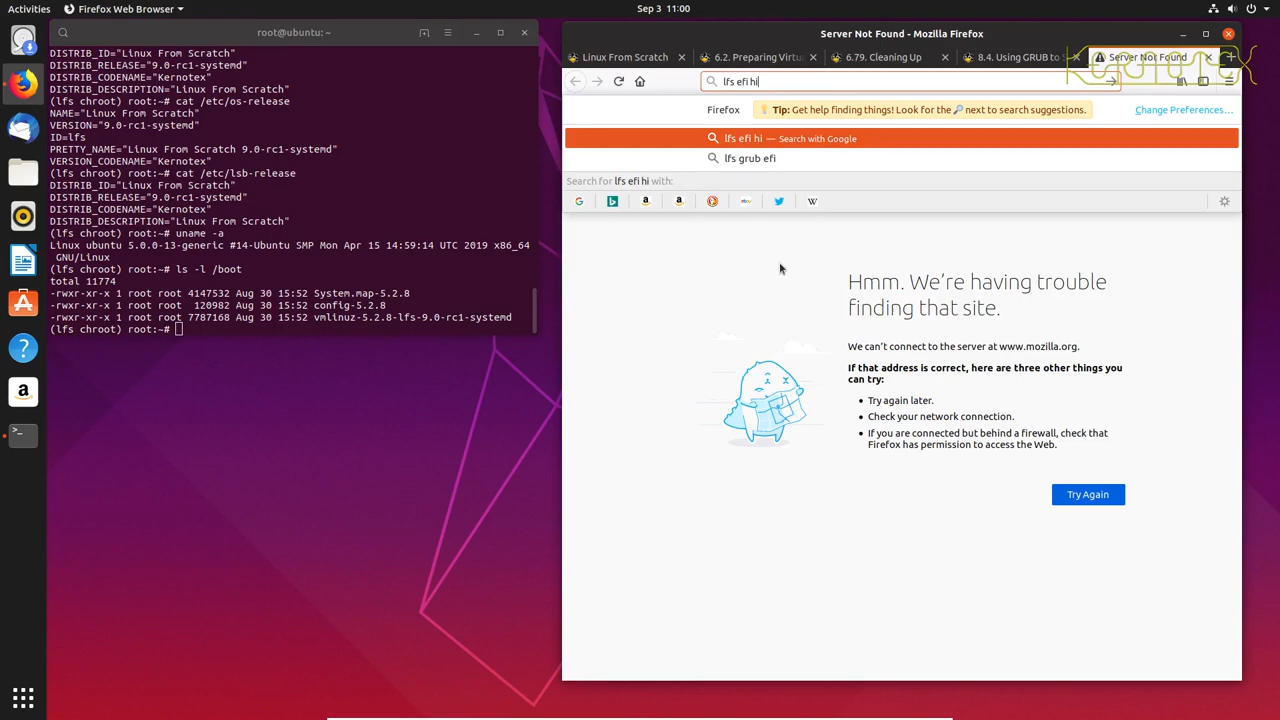 Activities
Firefox Web Browser
Sep 3 11:00
root@ubuntu: ~
DISTRIB_ID="Linux From Scratch"
DISTRIB_RELEASE="9.0-rc1-systemd"
DISTRIB_CODENAME="Kernotex"
DISTRIB_DESCRIPTION="Linux From Scratch"
(lfs chroot) root:~# cat /etc/os-release
NAME="Linux From Scratch"
VERSION="9.0-rc1-systemd"
ID=lfs
PRETTY_NAME="Linux From Scratch 9.0-rc1-systemd"
VERSION_CODENAME="Kernotex"
(lfs chroot) root:~# cat /etc/lsb-release
DISTRIB_ID="Linux From Scratch"
DISTRIB_RELEASE="9.0-rc1-systemd"
DISTRIB_CODENAME="Kernotex"
DISTRIB_DESCRIPTION="Linux From Scratch"
(lfs chroot) root:~# uname -a
Linux ubuntu 5.0.0-13-generic #14-Ubuntu SMP Mon Apr 15 14:59:14 UTC 2019 x86_64
GNU/Linux
(lfs chroot) root:~# ls -l /boot
total 11774
-rwxr-xr-x 1 root root 4147532 Aug 30 15:52 System.map-5.2.8
-rwxr-xr-x 1 root root  120982 Aug 30 15:52 config-5.2.8
-rwxr-xr-x 1 root root 7787168 Aug 30 15:52 vmlinuz-5.2.8-lfs-9.0-rc1-systemd
(lfs chroot) root:~#
Server Not Found - Mozilla Firefox
Linux From Scratch
6.2. Preparing Virtu
6.79. Cleaning Up
8.4. Using GRUB to
Server Not Found
KERNOTEX
lfs efi hi
Firefox
Tip: Get help finding things! Look for the 🔎 next to search suggestions.
Change Preferences…
lfs efi hi — Search with Google
lfs grub efi
Search for lfs efi hi with:
Hmm. We're having trouble
finding that site.
We can't connect to the server at www.mozilla.org.
If that address is correct, here are three other things you
can try:
Try again later.
Check your network connection.
If you are connected but behind a firewall, check that
Firefox has permission to access the Web.
Try Again